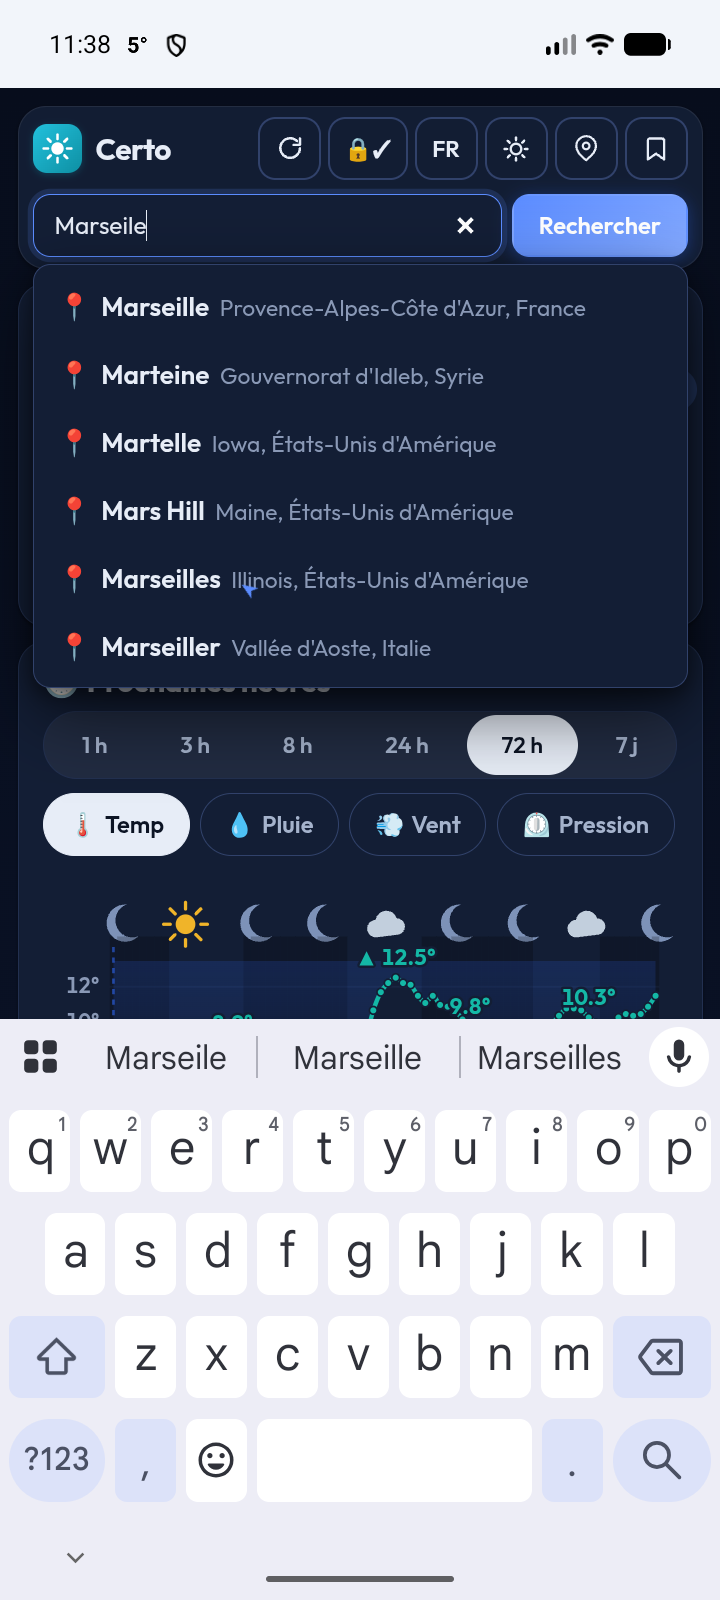 11:38 5°
Certo FR
Marseile Rechercher
Marseille Provence-Alpes-Côte d'Azur, France
Marteine Gouvernorat d'Idleb, Syrie
Martelle Iowa, États-Unis d'Amérique
Mars Hill Maine, États-Unis d'Amérique
Marseilles Illinois, États-Unis d'Amérique
Marseiller Vallée d'Aoste, Italie
Prochaines heures
1 h 3 h 8 h 24 h 72 h 7 j
Temp Pluie Vent Pression
▲ 12.5°
12° 9.8° 10.3°
10°
Marseile Marseille Marseilles
1 2 3 4 5 6 7 8 9 0
q w e r t y u i o p
a s d f g h j k l
z x c v b n m
?123 , .